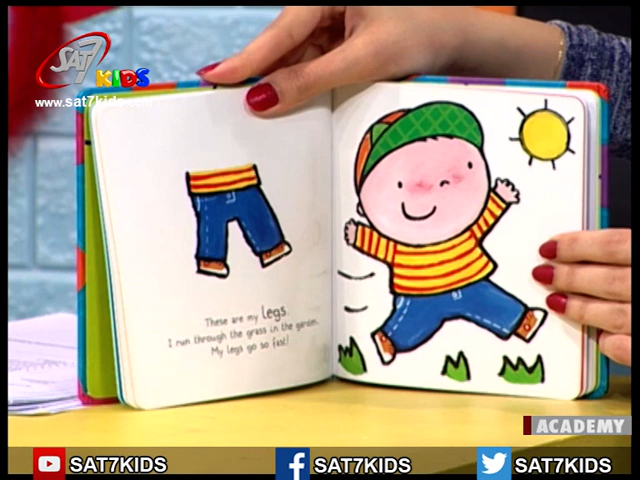 SAT7
KIDS
www.sat7kids.com
These are my legs.
I run through the grass in the garden.
My legs go so fast!
ACADEMY
SAT7KIDS
SAT7KIDS
SAT7KIDS